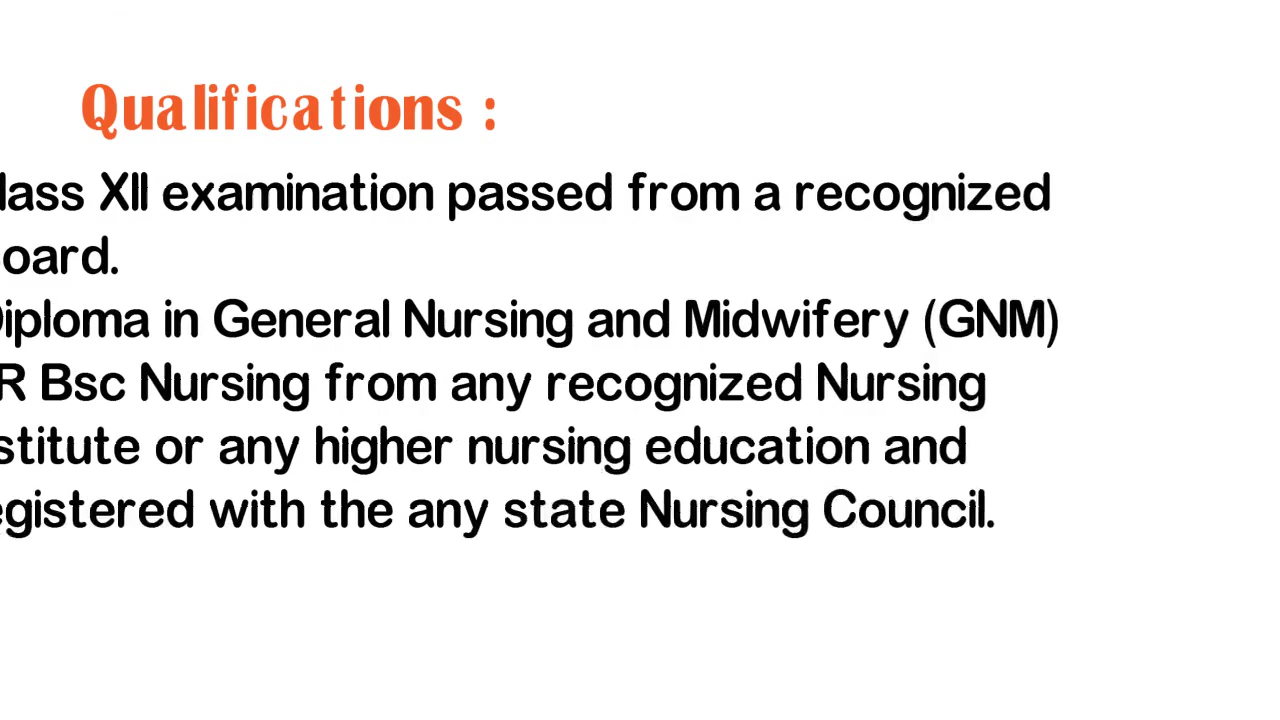 Qualifications :
lass XII examination passed from a recognized
oard.
Diploma in General Nursing and Midwifery (GNM)
R Bsc Nursing from any recognized Nursing
stitute or any higher nursing education and
egistered with the any state Nursing Council.